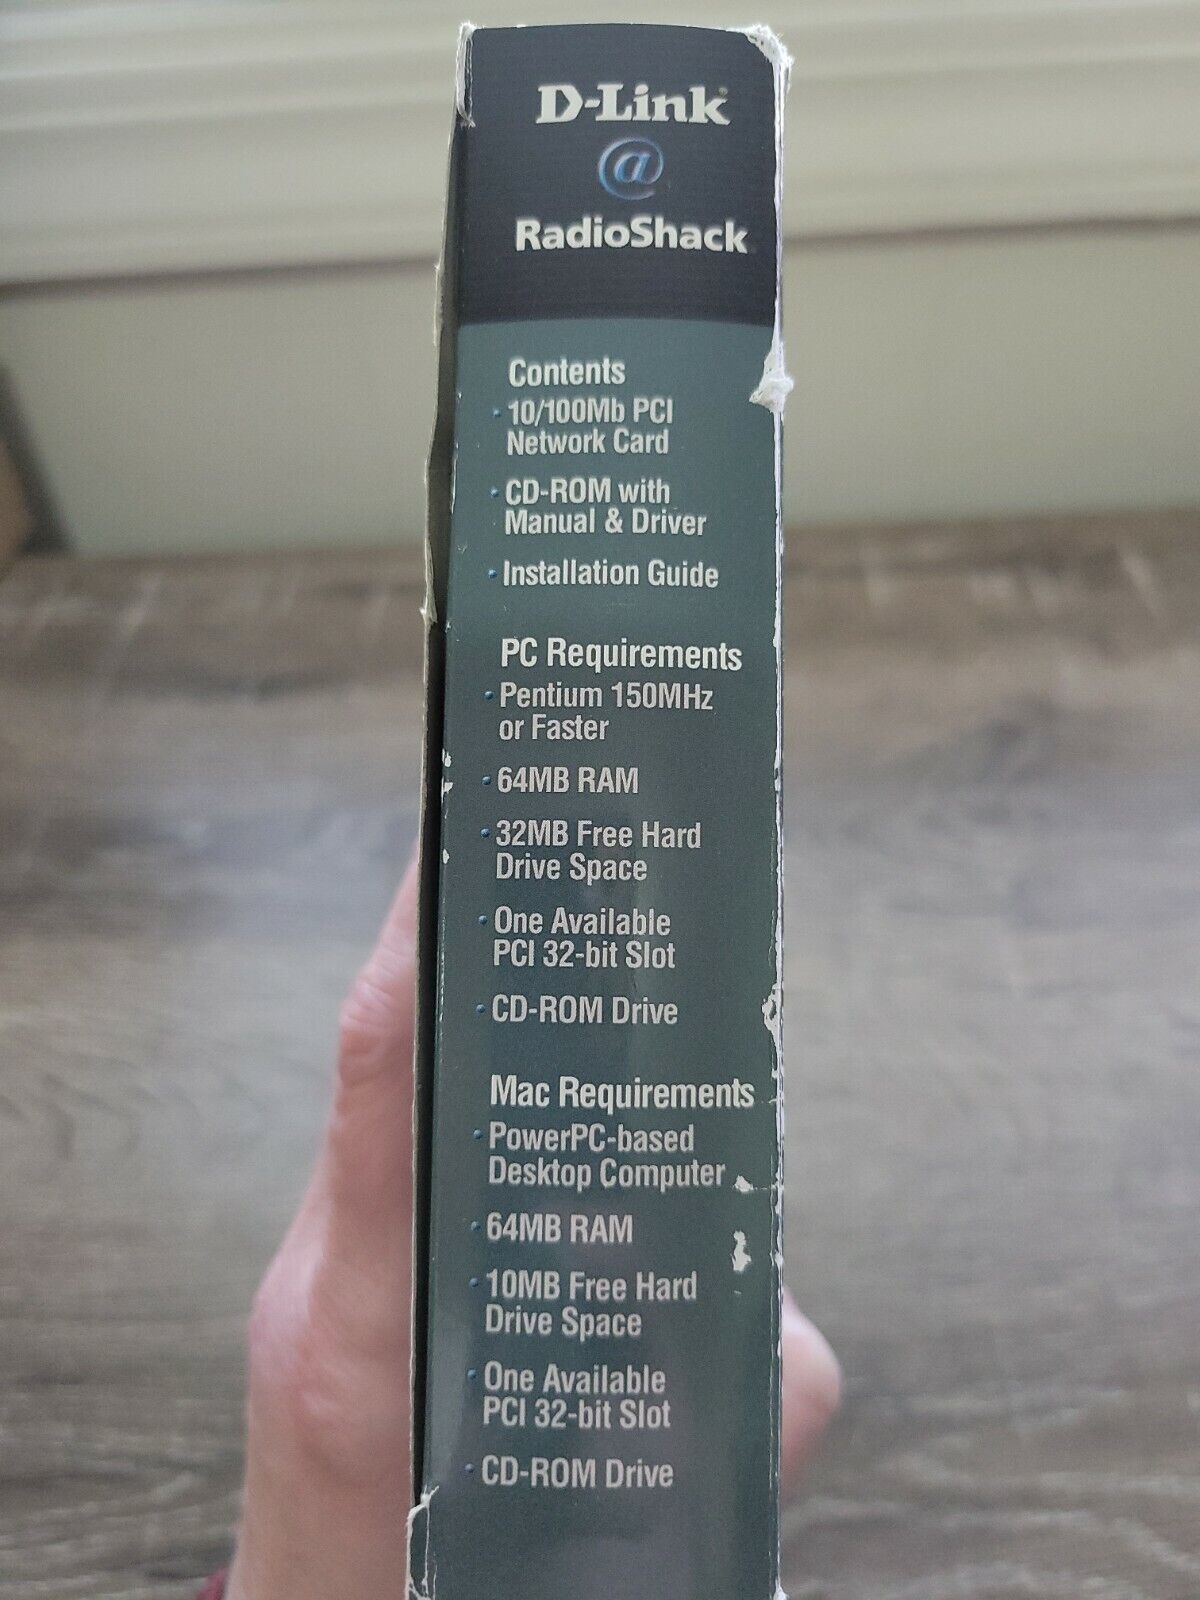 D-Link
@
RadioShack
Contents
· 10/100Mb PCI
Network Card
· CD-ROM with
Manual & Driver
· Installation Guide
PC Requirements
· Pentium 150MHz
or Faster
· 64MB RAM
· 32MB Free Hard
Drive Space
· One Available
PCI 32-bit Slot
· CD-ROM Drive
Mac Requirements
· PowerPC-based
Desktop Computer
· 64MB RAM
· 10MB Free Hard
Drive Space
· One Available
PCI 32-bit Slot
· CD-ROM Drive